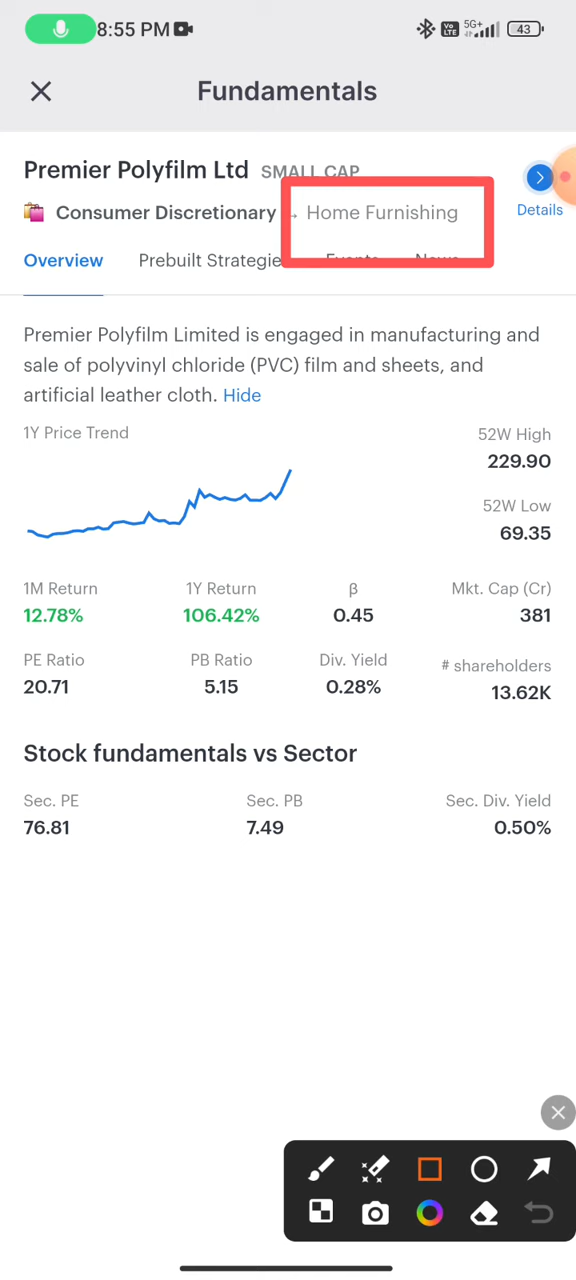 8:55 PM
Vo LTE 5G+ 43
Fundamentals
Premier Polyfilm Ltd SMALL CAP
Consumer Discretionary → Home Furnishing
Details
Overview Prebuilt Strategie Events News
Premier Polyfilm Limited is engaged in manufacturing and
sale of polyvinyl chloride (PVC) film and sheets, and
artificial leather cloth. Hide
1Y Price Trend
52W High
229.90
52W Low
69.35
1M Return 1Y Return β Mkt. Cap (Cr)
12.78% 106.42% 0.45 381
PE Ratio PB Ratio Div. Yield # shareholders
20.71 5.15 0.28% 13.62K
Stock fundamentals vs Sector
Sec. PE Sec. PB Sec. Div. Yield
76.81 7.49 0.50%